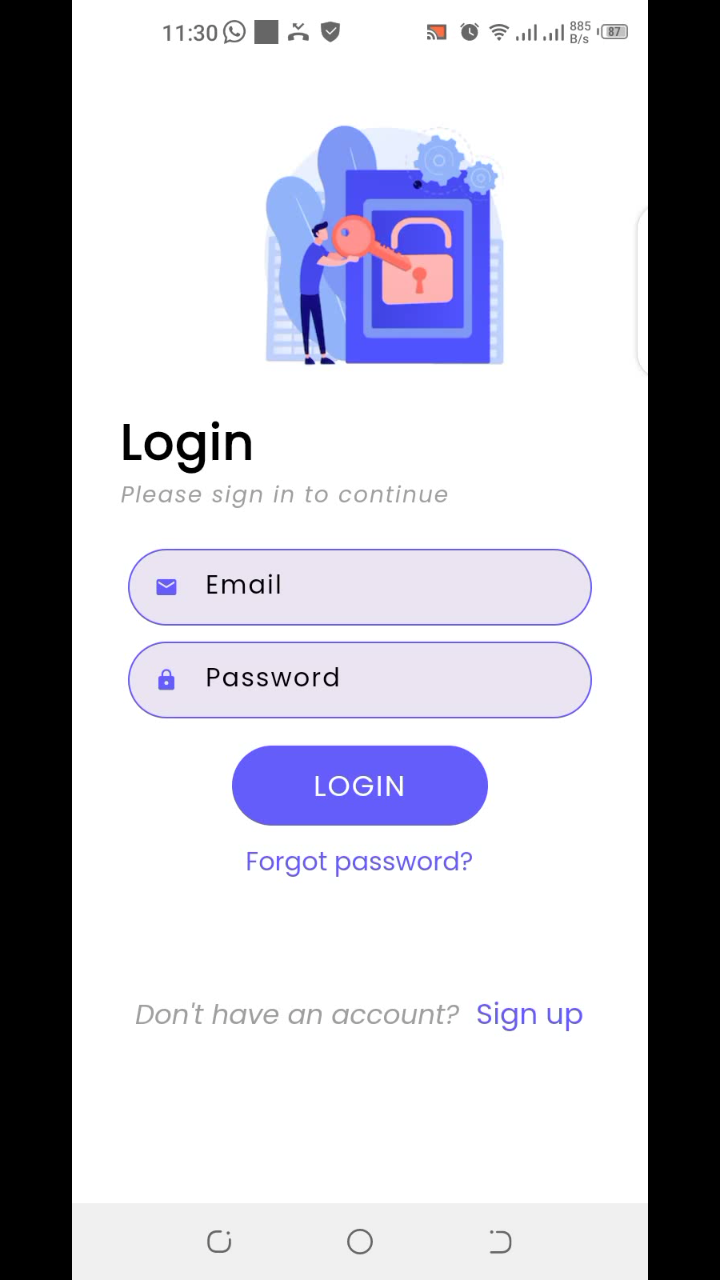 11:30
885
B/s
87
Login
Please sign in to continue
Email
Password
LOGIN
Forgot password?
Don't have an account? Sign up